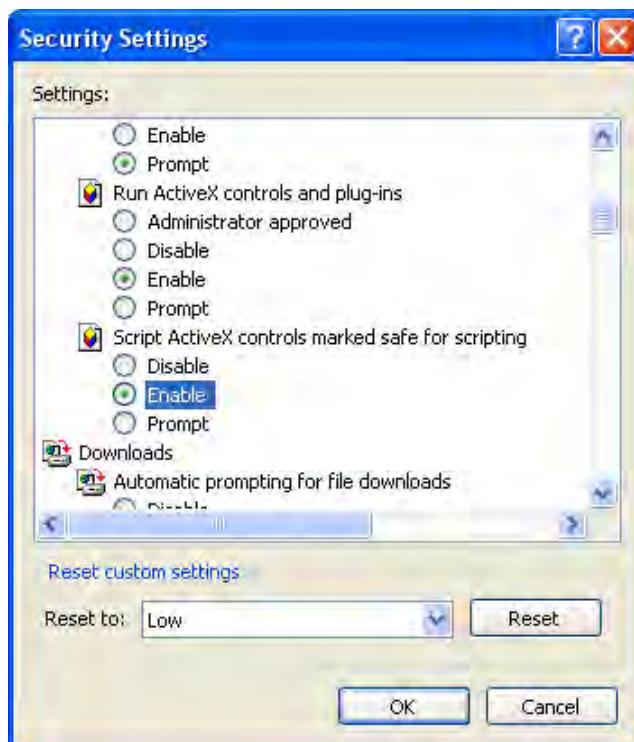 Security Settings
Settings:
Enable
Prompt
Run ActiveX controls and plug-ins
Administrator approved
Disable
Enable
Prompt
Script ActiveX controls marked safe for scripting
Disable
Enable
Prompt
Downloads
Automatic prompting for file downloads
Disable
Reset custom settings
Reset to: Low Reset
OK Cancel